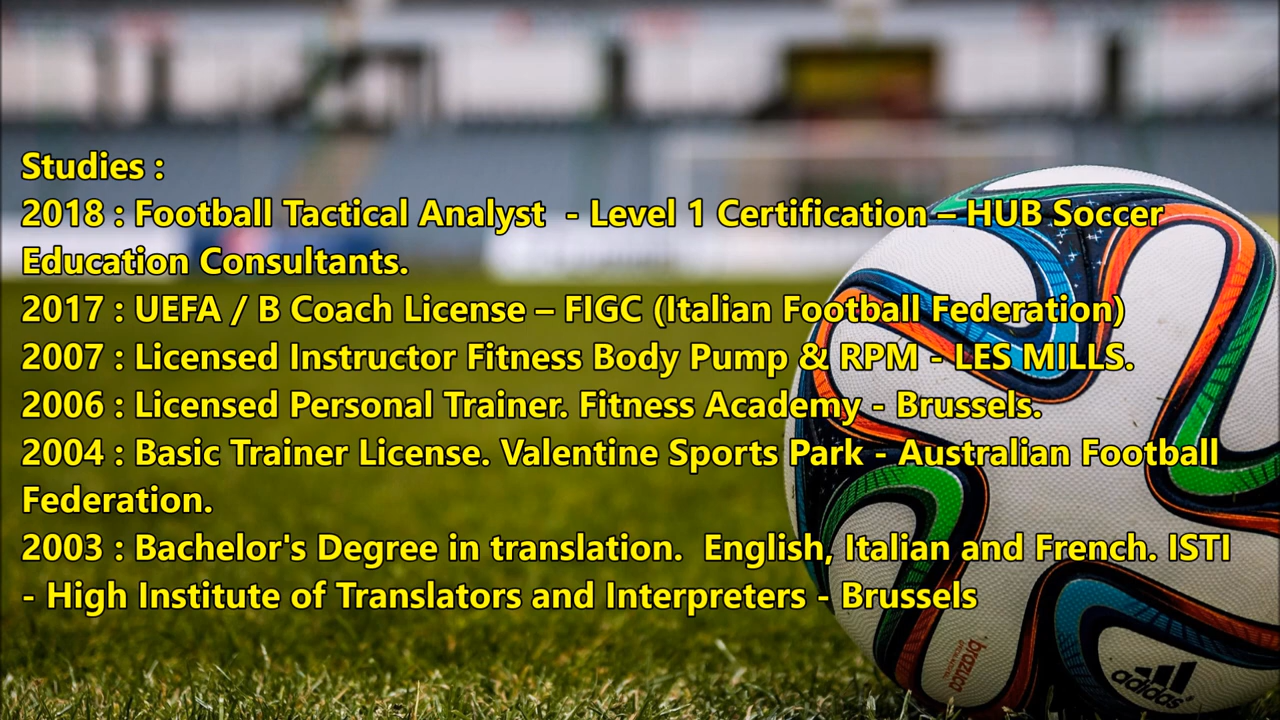 Studies :
2018 : Football Tactical Analyst  - Level 1 Certification – HUB Soccer
Education Consultants.
2017 : UEFA / B Coach License – FIGC (Italian Football Federation)
2007 : Licensed Instructor Fitness Body Pump & RPM - LES MILLS.
2006 : Licensed Personal Trainer. Fitness Academy - Brussels.
2004 : Basic Trainer License. Valentine Sports Park - Australian Football
Federation.
2003 : Bachelor's Degree in translation.  English, Italian and French. ISTI
- High Institute of Translators and Interpreters - Brussels
brazuca
adidas